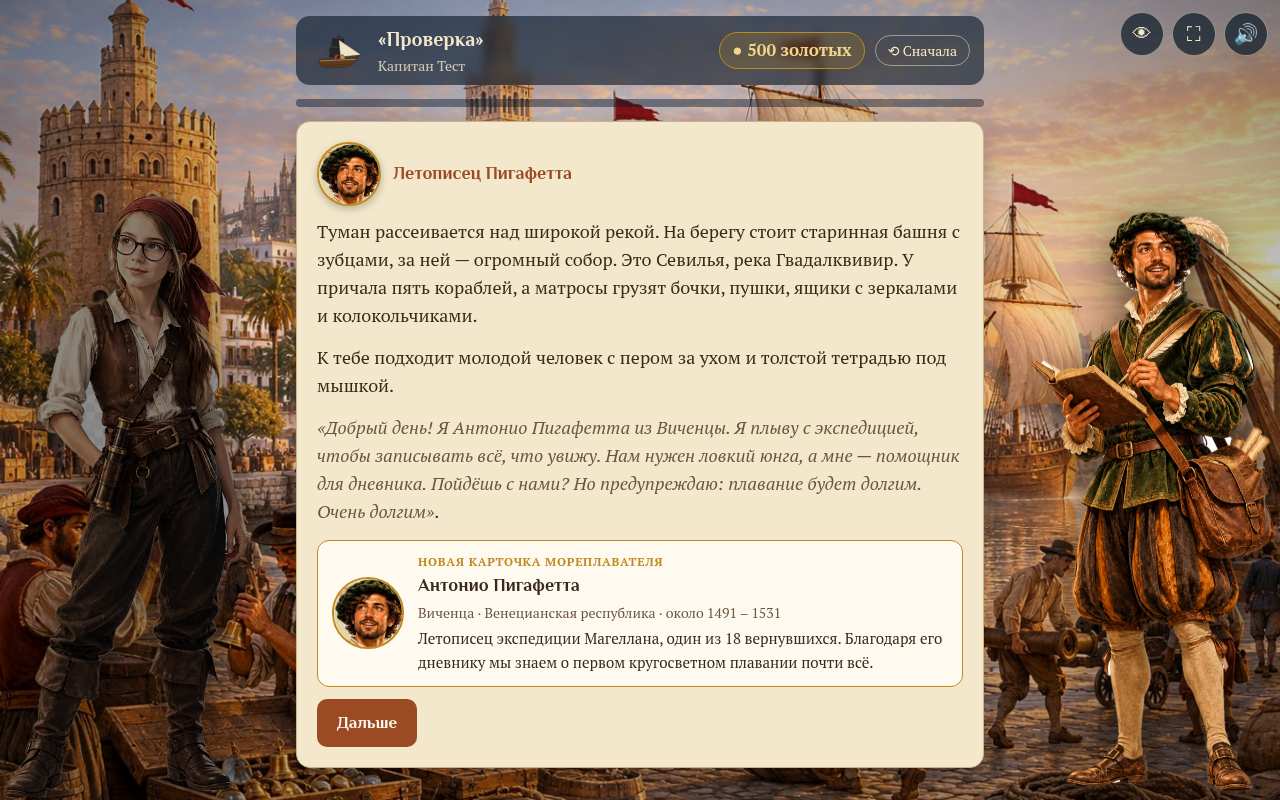 «Проверка»
Капитан Тест
● 500 золотых
⟲ Сначала
Летописец Пигафетта
Туман рассеивается над широкой рекой. На берегу стоит старинная башня с
зубцами, за ней — огромный собор. Это Севилья, река Гвадалквивир. У
причала пять кораблей, а матросы грузят бочки, пушки, ящики с зеркалами
и колокольчиками.
К тебе подходит молодой человек с пером за ухом и толстой тетрадью под
мышкой.
«Добрый день! Я Антонио Пигафетта из Виченцы. Я плыву с экспедицией,
чтобы записывать всё, что увижу. Нам нужен ловкий юнга, а мне — помощник
для дневника. Пойдёшь с нами? Но предупреждаю: плавание будет долгим.
Очень долгим».
НОВАЯ КАРТОЧКА МОРЕПЛАВАТЕЛЯ
Антонио Пигафетта
Виченца · Венецианская республика · около 1491 – 1531
Летописец экспедиции Магеллана, один из 18 вернувшихся. Благодаря его
дневнику мы знаем о первом кругосветном плавании почти всё.
Дальше